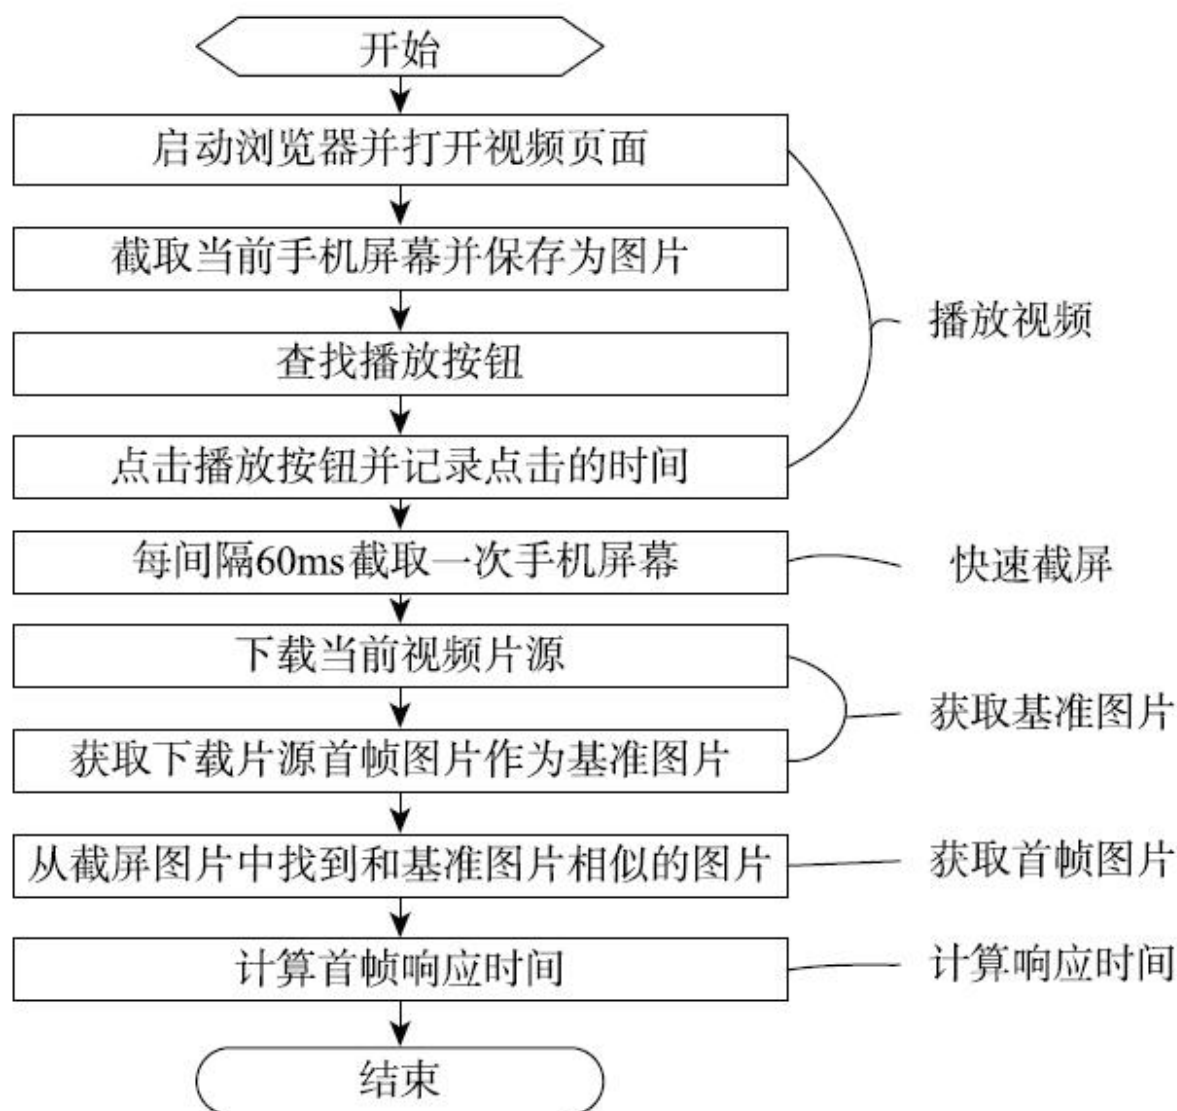 开始
启动浏览器并打开视频页面
截取当前手机屏幕并保存为图片
播放视频
查找播放按钮
点击播放按钮并记录点击的时间
每间隔60ms截取一次手机屏幕
快速截屏
下载当前视频片源
获取基准图片
获取下载片源首帧图片作为基准图片
从截屏图片中找到和基准图片相似的图片
获取首帧图片
计算首帧响应时间
计算响应时间
结束